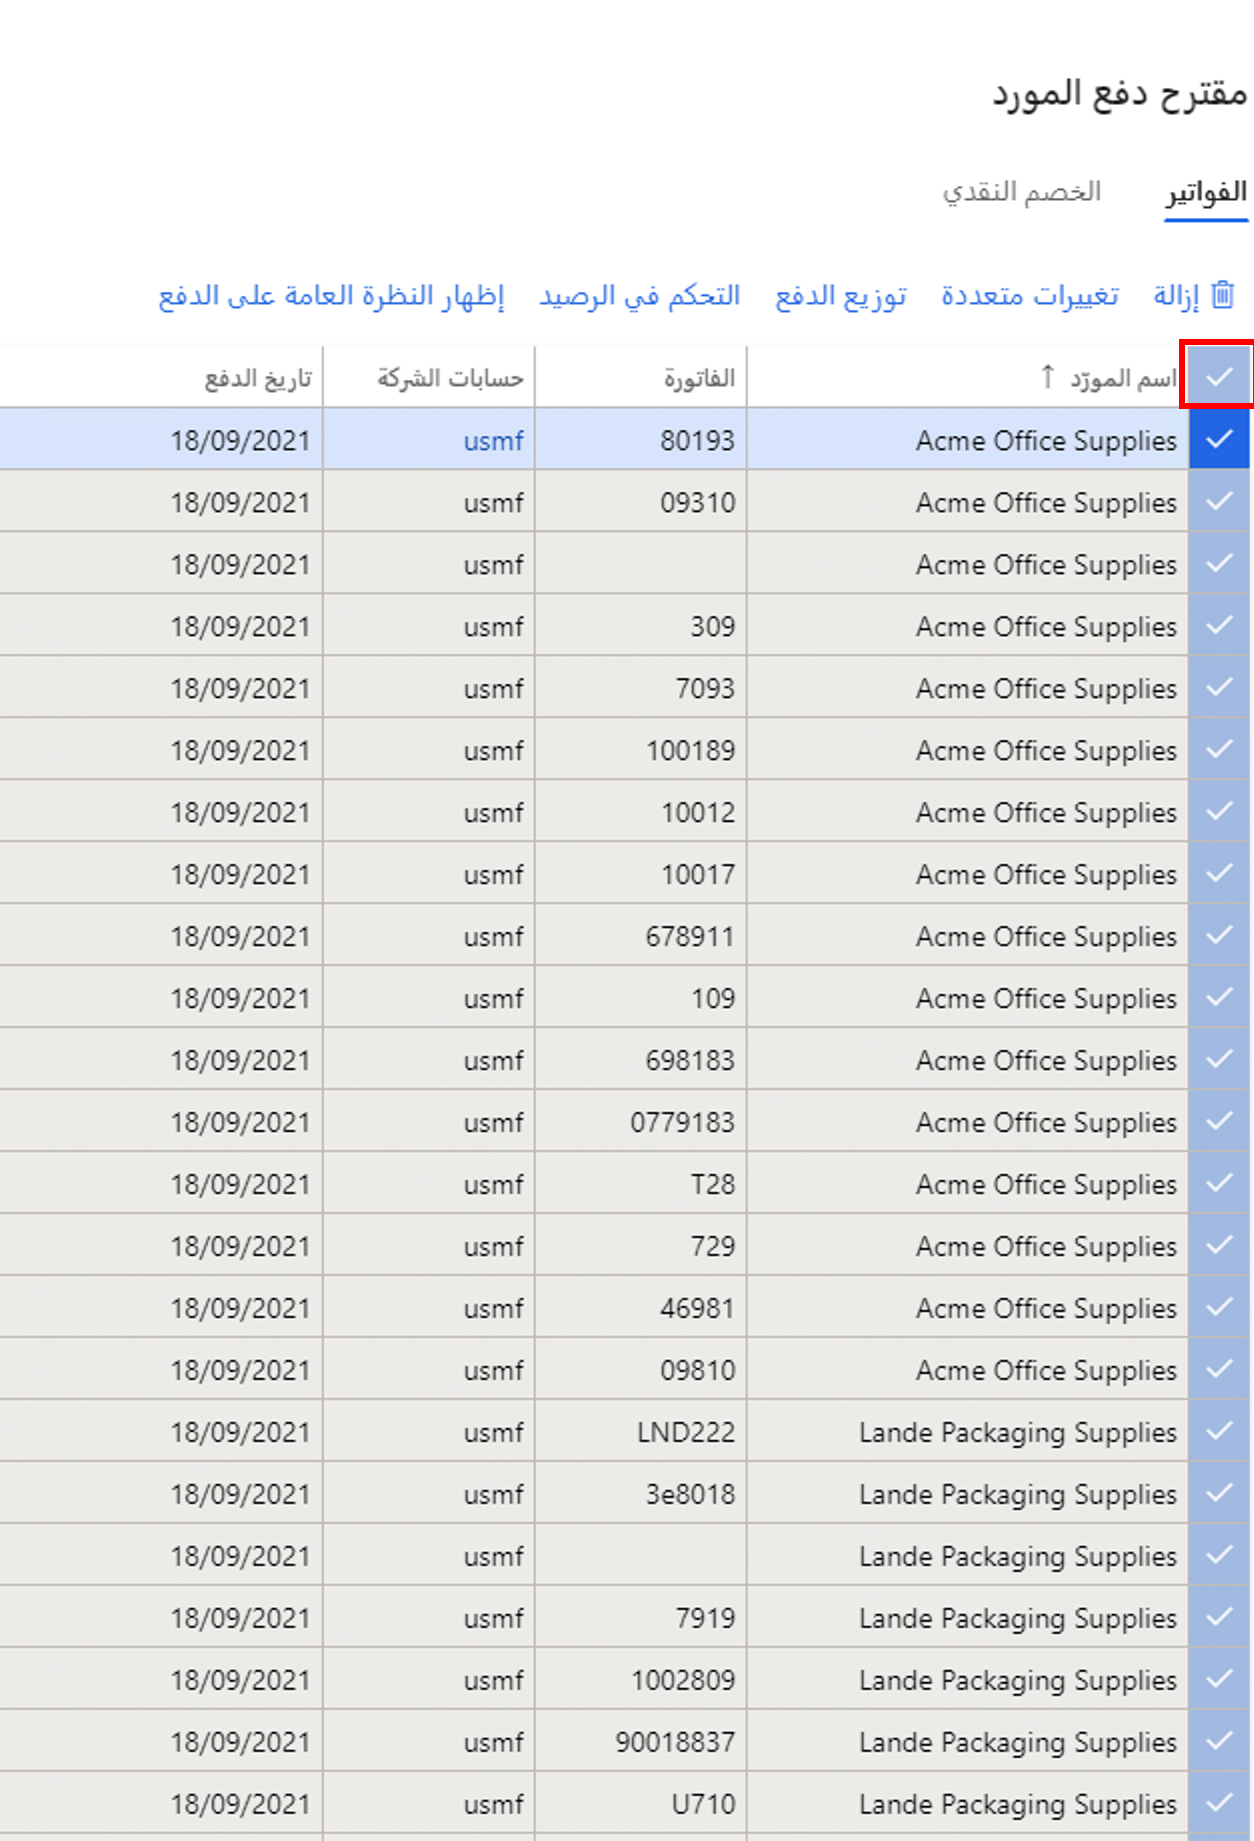 مقترح دفع المورد
الفواتير الخصم النقدي
إزالة تغييرات متعددة توزيع الدفع التحكم في الرصيد إظهار النظرة العامة على الدفع
اسم المورّد ↑ الفاتورة حسابات الشركة تاريخ الدفع
Acme Office Supplies 80193 usmf 18/09/2021
Acme Office Supplies 09310 usmf 18/09/2021
Acme Office Supplies usmf 18/09/2021
Acme Office Supplies 309 usmf 18/09/2021
Acme Office Supplies 7093 usmf 18/09/2021
Acme Office Supplies 100189 usmf 18/09/2021
Acme Office Supplies 10012 usmf 18/09/2021
Acme Office Supplies 10017 usmf 18/09/2021
Acme Office Supplies 678911 usmf 18/09/2021
Acme Office Supplies 109 usmf 18/09/2021
Acme Office Supplies 698183 usmf 18/09/2021
Acme Office Supplies 0779183 usmf 18/09/2021
Acme Office Supplies T28 usmf 18/09/2021
Acme Office Supplies 729 usmf 18/09/2021
Acme Office Supplies 46981 usmf 18/09/2021
Acme Office Supplies 09810 usmf 18/09/2021
Lande Packaging Supplies LND222 usmf 18/09/2021
Lande Packaging Supplies 3e8018 usmf 18/09/2021
Lande Packaging Supplies usmf 18/09/2021
Lande Packaging Supplies 7919 usmf 18/09/2021
Lande Packaging Supplies 1002809 usmf 18/09/2021
Lande Packaging Supplies 90018837 usmf 18/09/2021
Lande Packaging Supplies U710 usmf 18/09/2021